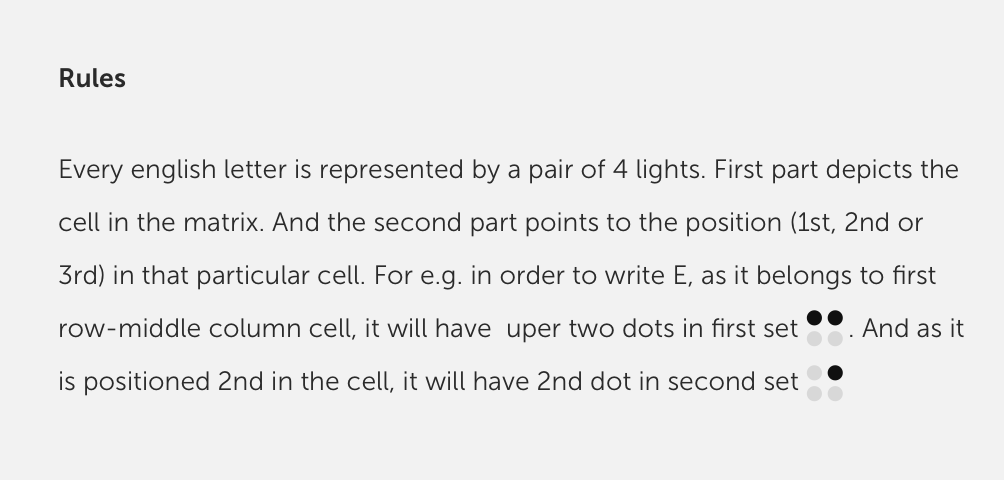 Rules
Every english letter is represented by a pair of 4 lights. First part depicts the
cell in the matrix. And the second part points to the position (1st, 2nd or
3rd) in that particular cell. For e.g. in order to write E, as it belongs to first
row-middle column cell, it will have  uper two dots in first set . And as it
is positioned 2nd in the cell, it will have 2nd dot in second set